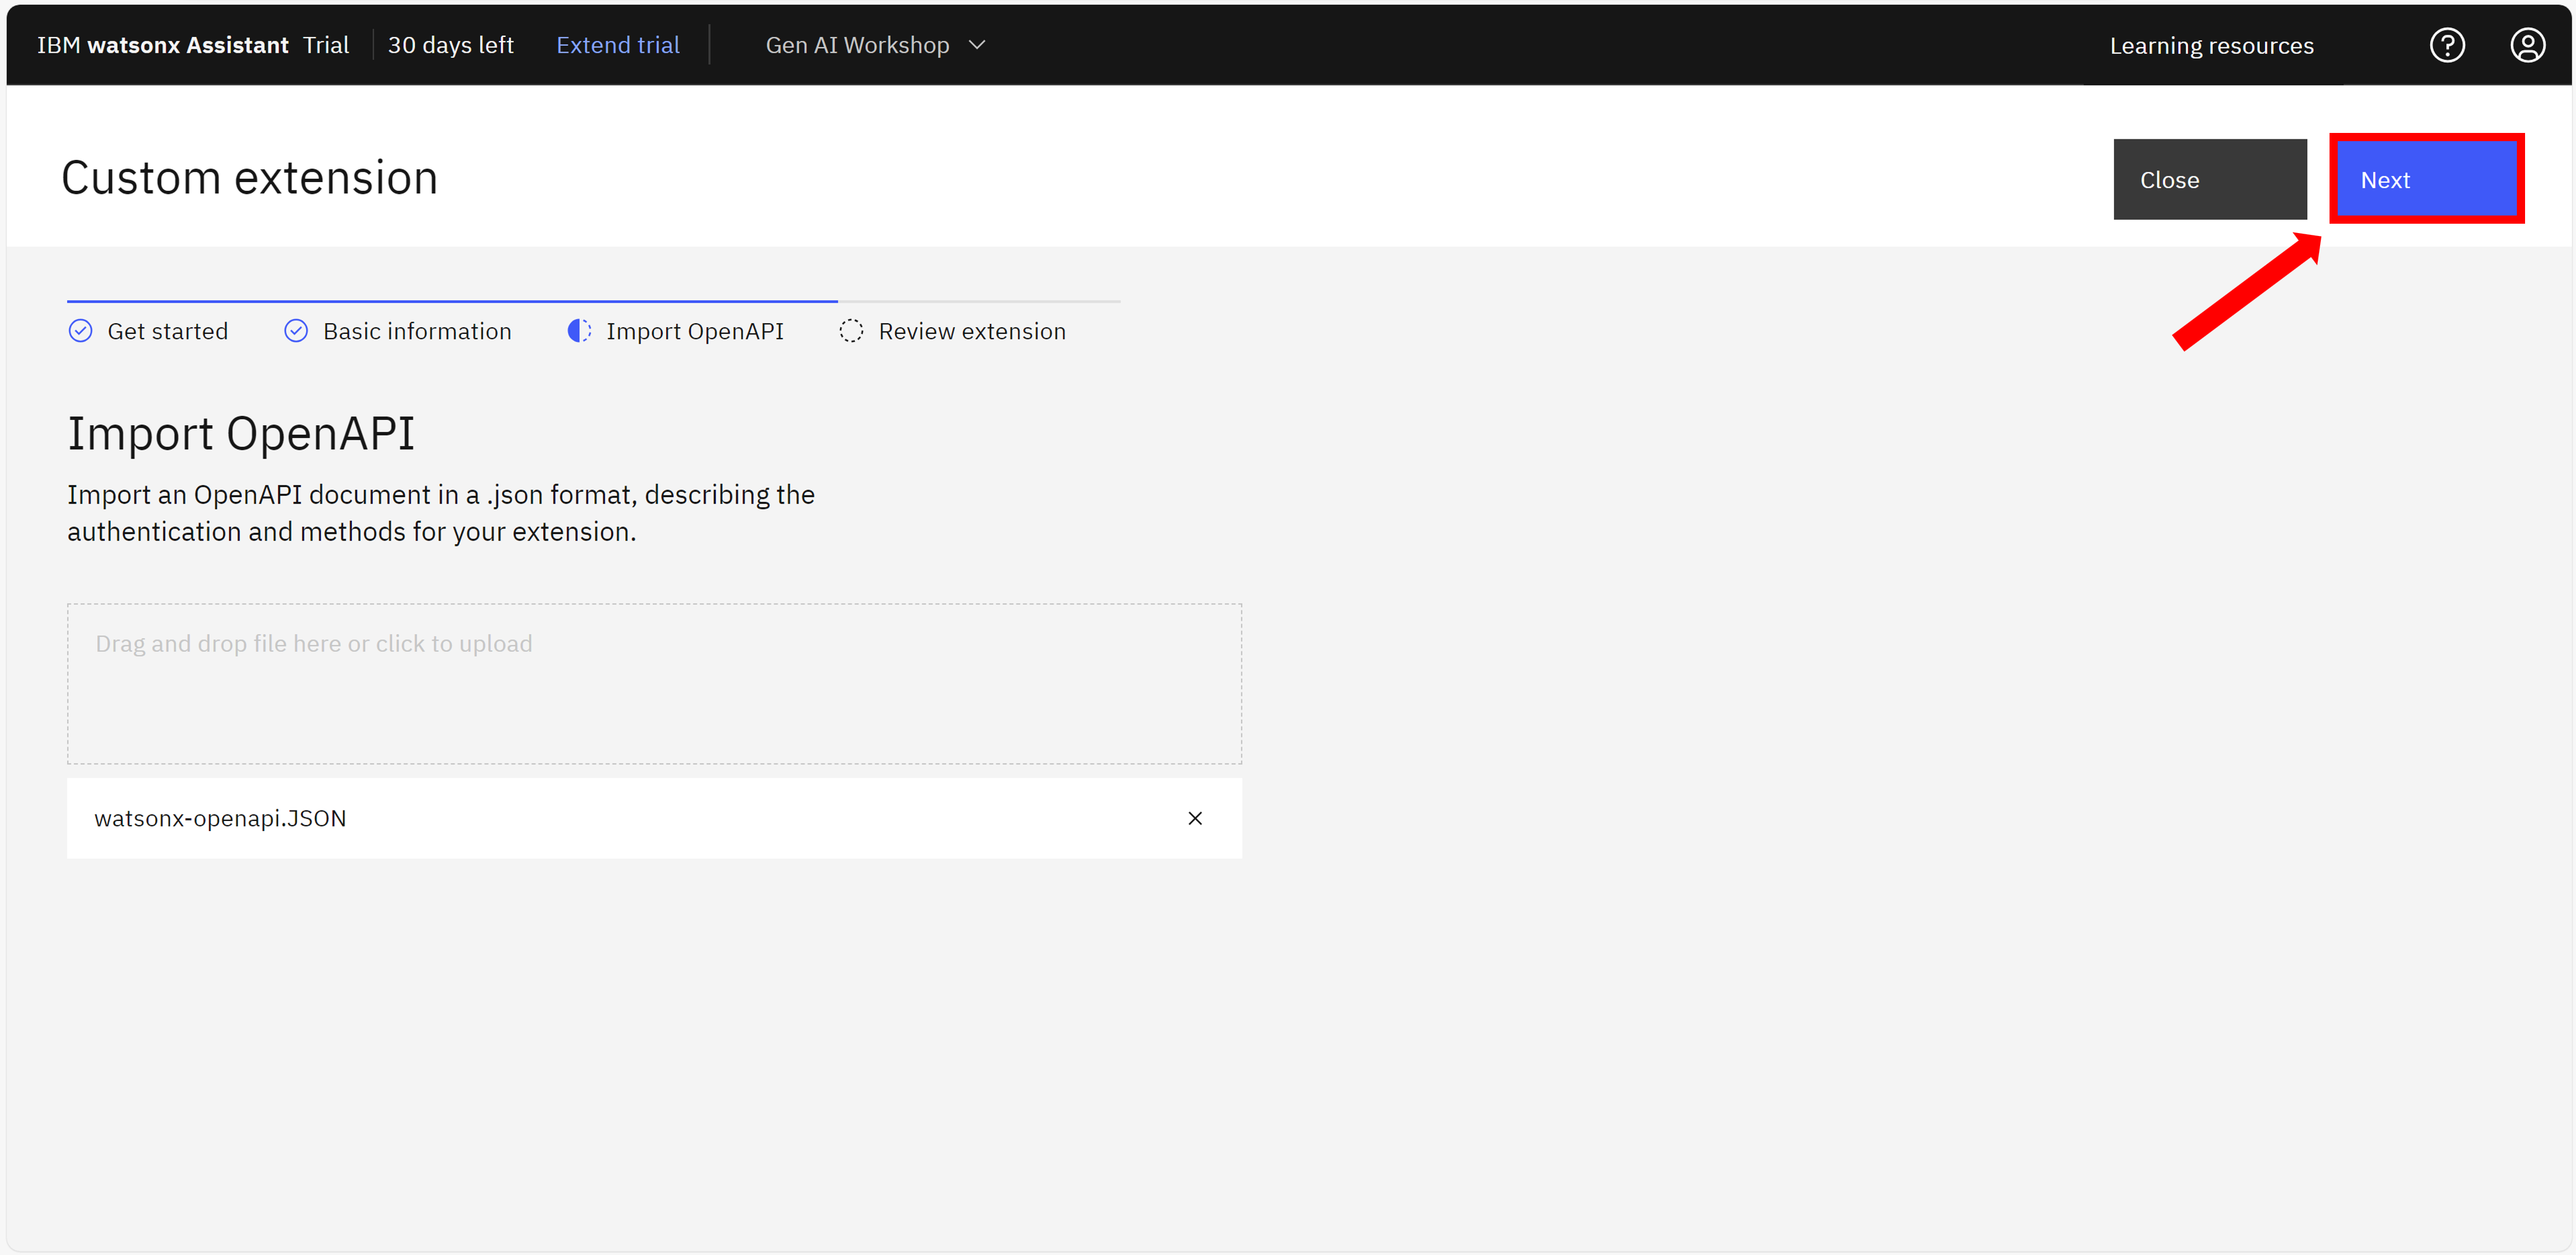 IBM watsonx Assistant Trial 30 days left Extend trial Gen AI Workshop Learning resources
Custom extension
Close Next
Get started Basic information Import OpenAPI Review extension
Import OpenAPI
Import an OpenAPI document in a .json format, describing the
authentication and methods for your extension.
Drag and drop file here or click to upload
watsonx-openapi.JSON